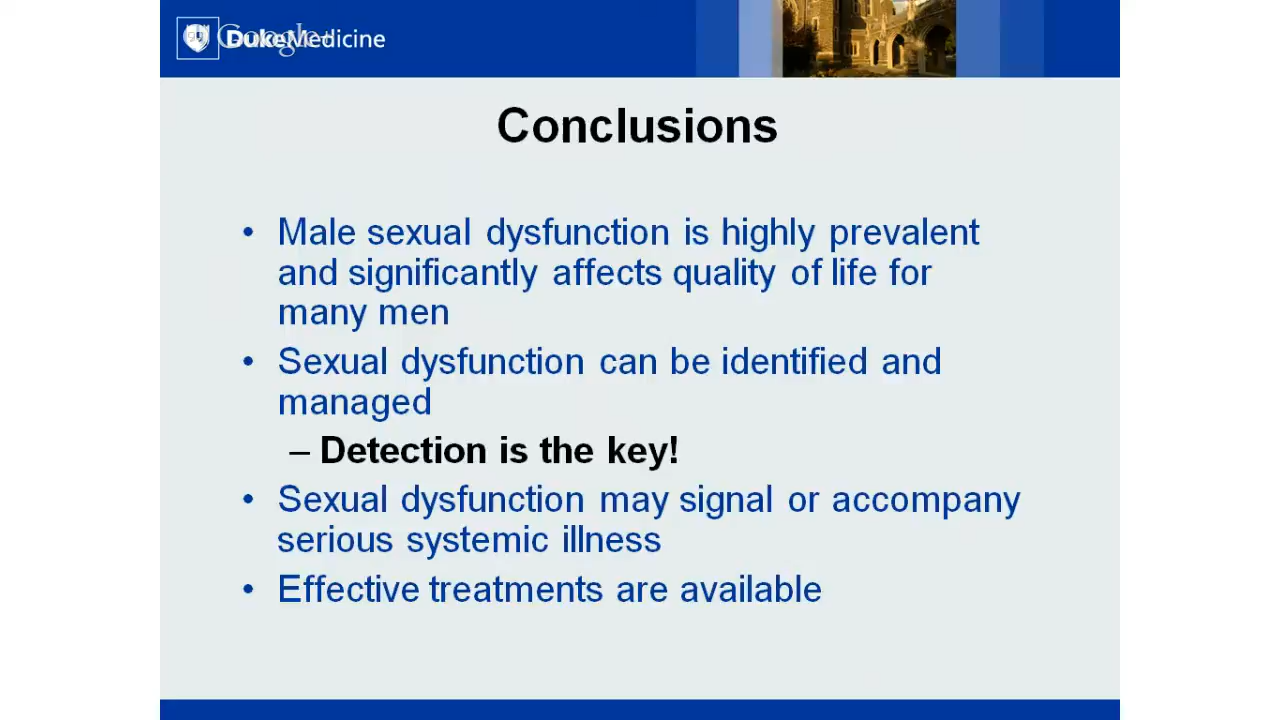 DukeMedicine
Google+
Conclusions
• Male sexual dysfunction is highly prevalent
and significantly affects quality of life for
many men
• Sexual dysfunction can be identified and
managed
– Detection is the key!
• Sexual dysfunction may signal or accompany
serious systemic illness
• Effective treatments are available